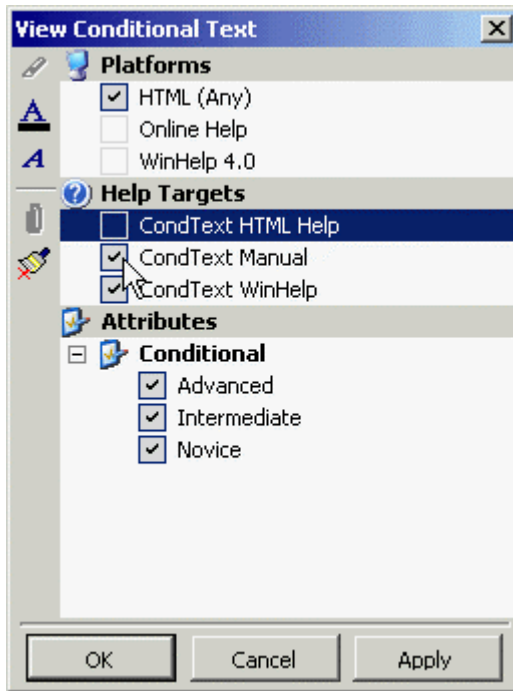 View Conditional Text
Platforms
HTML (Any)
Online Help
WinHelp 4.0
Help Targets
CondText HTML Help
CondText Manual
CondText WinHelp
Attributes
Conditional
Advanced
Intermediate
Novice
OK Cancel Apply